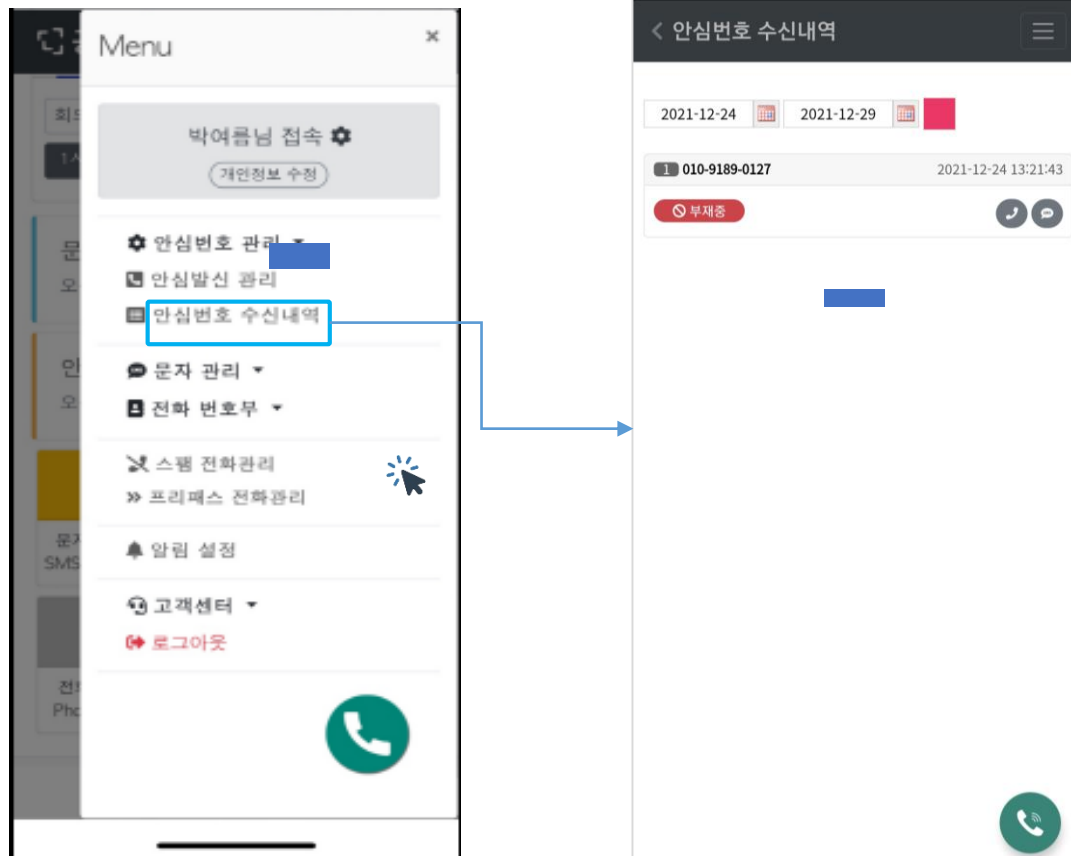 Menu
×
박여름님 접속
개인정보 수정
안심번호 관리
안심발신 관리
안심번호 수신내역
문자 관리
전화 번호부
스팸 전화관리
프리패스 전화관리
알림 설정
고객센터
로그아웃
SMS
Pho
안심번호 수신내역
2021-12-24 2021-12-29
1 010-9189-0127 2021-12-24 13:21:43
부재중